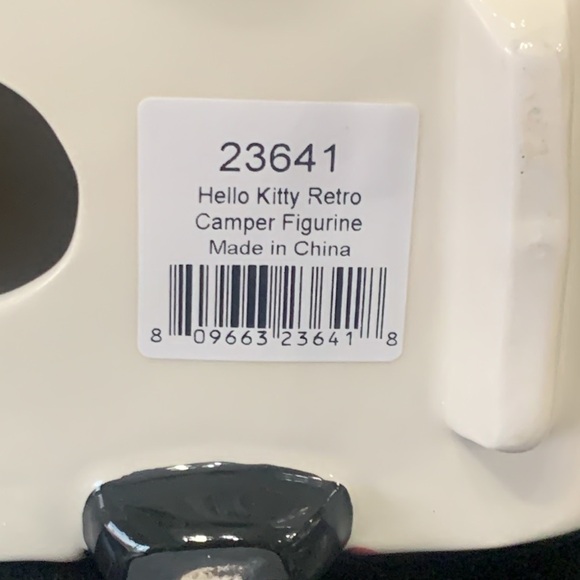 23641
Hello Kitty Retro
Camper Figurine
Made in China
8 09663 23641 8